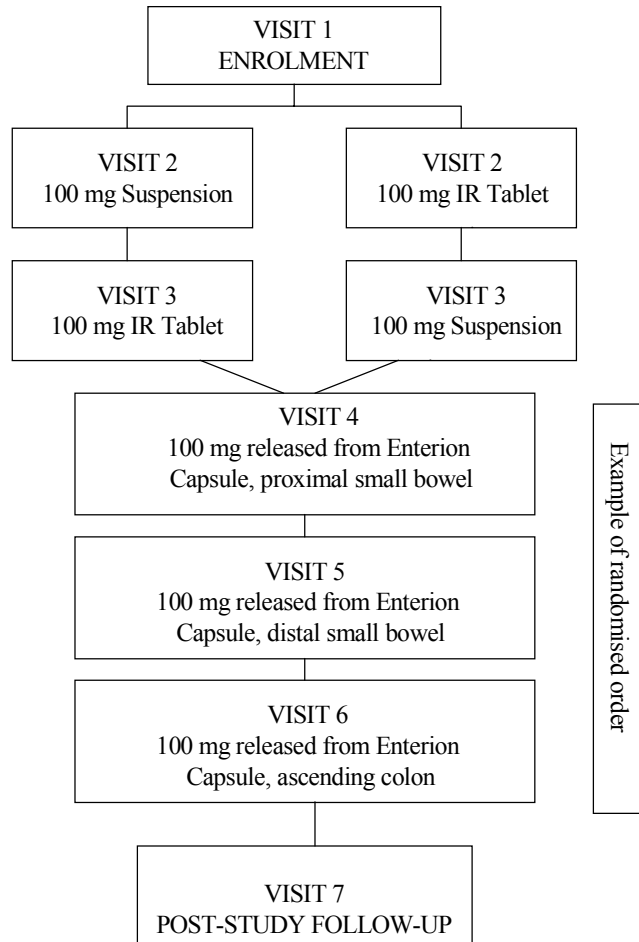 VISIT 1
ENROLMENT
VISIT 2
100 mg Suspension
VISIT 2
100 mg IR Tablet
VISIT 3
100 mg IR Tablet
VISIT 3
100 mg Suspension
VISIT 4
100 mg released from Enterion
Capsule, proximal small bowel
VISIT 5
100 mg released from Enterion
Capsule, distal small bowel
VISIT 6
100 mg released from Enterion
Capsule, ascending colon
Example of randomised order
VISIT 7
POST-STUDY FOLLOW-UP